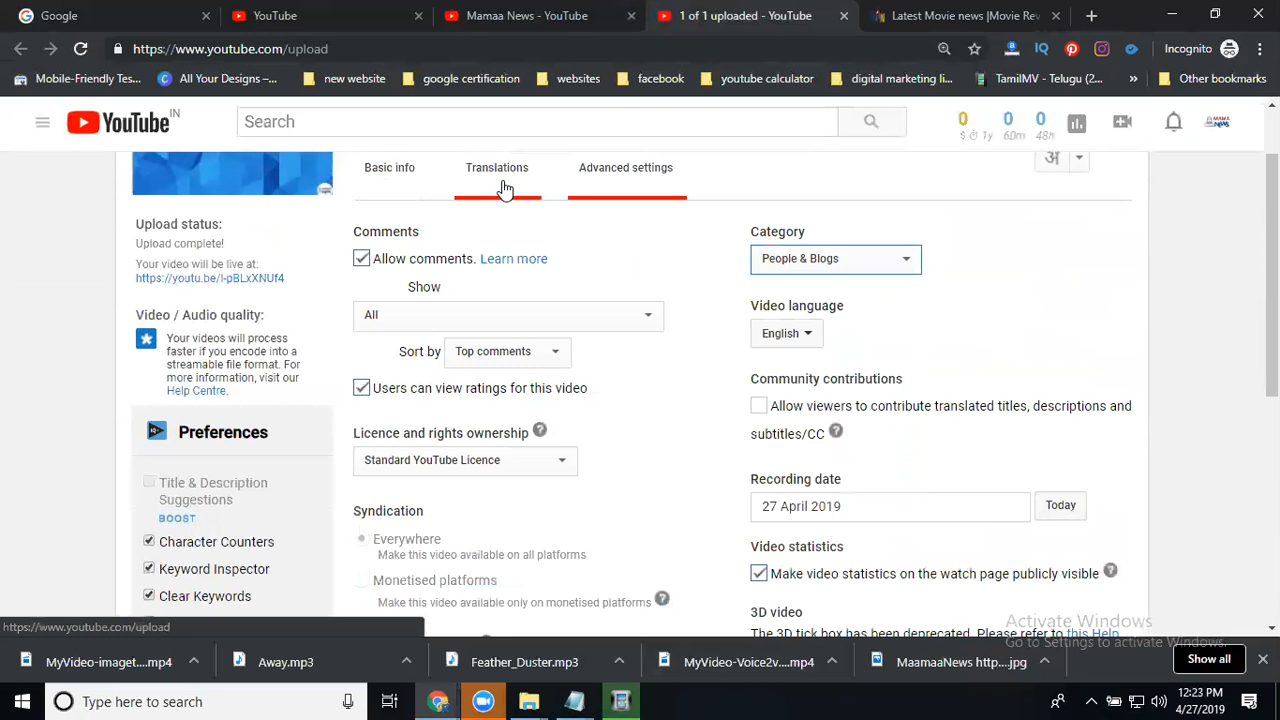 Google
YouTube
Mamaa News - YouTube
1 of 1 uploaded - YouTube
Latest Movie news |Movie Rev
https://www.youtube.com/upload
Incognito
Mobile-Friendly Tes...
All Your Designs –...
new website
google certification
websites
facebook
youtube calculator
digital marketing li...
TamilMV - Telugu (2...
Other bookmarks
YouTube IN
Search
0 0 0
$ 1y 60m 48h
Basic info
Translations
Advanced settings
अ
Upload status:
Upload complete!
Your video will be live at:
https://youtu.be/I-pBLxXNUf4
Video / Audio quality:
Your videos will process
faster if you encode into a
streamable file format. For
more information, visit our
Help Centre.
IQ Preferences
Title & Description
Suggestions
BOOST
Character Counters
Keyword Inspector
Clear Keywords
Comments
Allow comments. Learn more
Show
All
Sort by Top comments
Users can view ratings for this video
Licence and rights ownership ?
Standard YouTube Licence
Syndication
Everywhere
Make this video available on all platforms
Monetised platforms
Make this video available only on monetised platforms ?
Category
People & Blogs
Video language
English
Community contributions
Allow viewers to contribute translated titles, descriptions and
subtitles/CC ?
Recording date
27 April 2019
Today
Video statistics
Make video statistics on the watch page publicly visible ?
3D video
The 3D tick box has been deprecated. Please refer to this Help
Activate Windows
Go to Settings to activate Windows.
https://www.youtube.com/upload
MyVideo-imaget....mp4
Away.mp3
Feather_Duster.mp3
MyVideo-Voice2v....mp4
MaamaaNews http....jpg
Show all
Type here to search
12:23 PM
4/27/2019